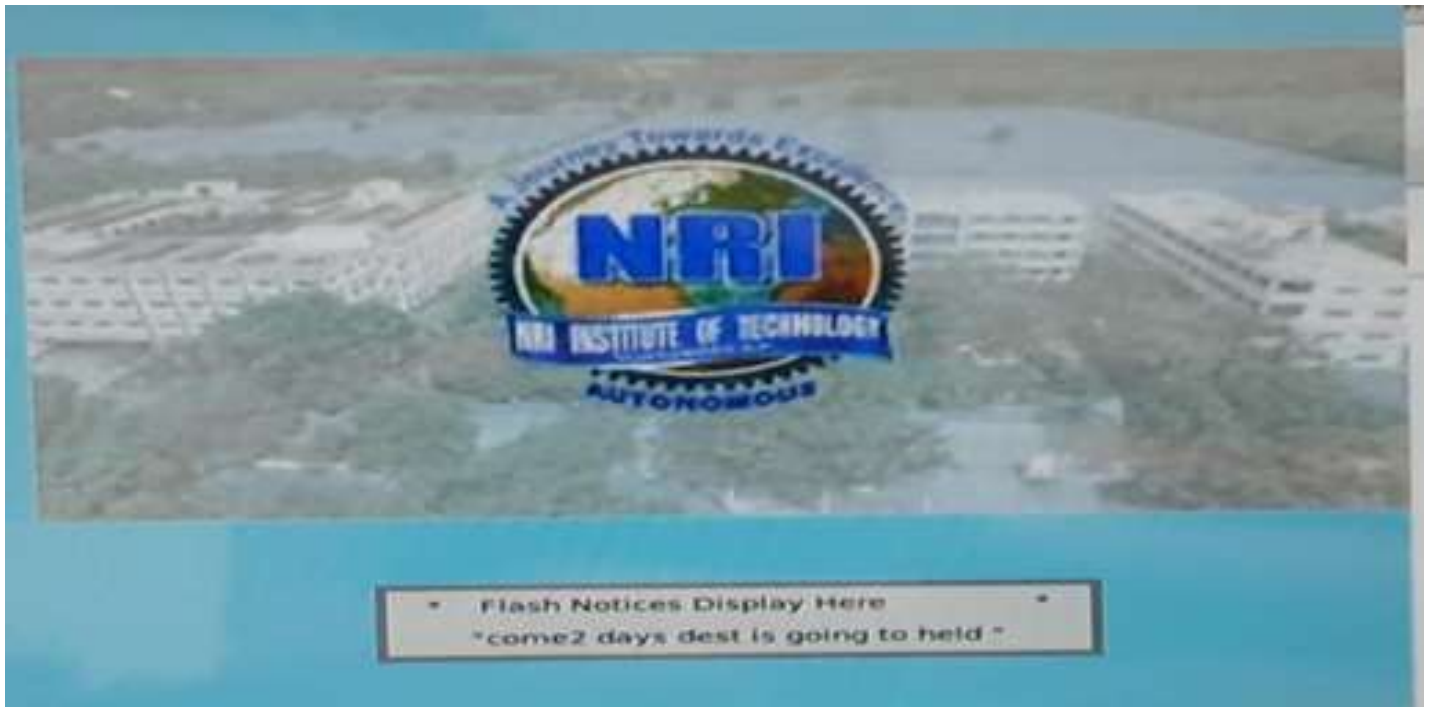 A Journey Towards Excellence
NRI
NRI INSTITUTE OF TECHNOLOGY
AUTONOMOUS
* Flash Notices Display Here *
"come2 days dest is going to held "